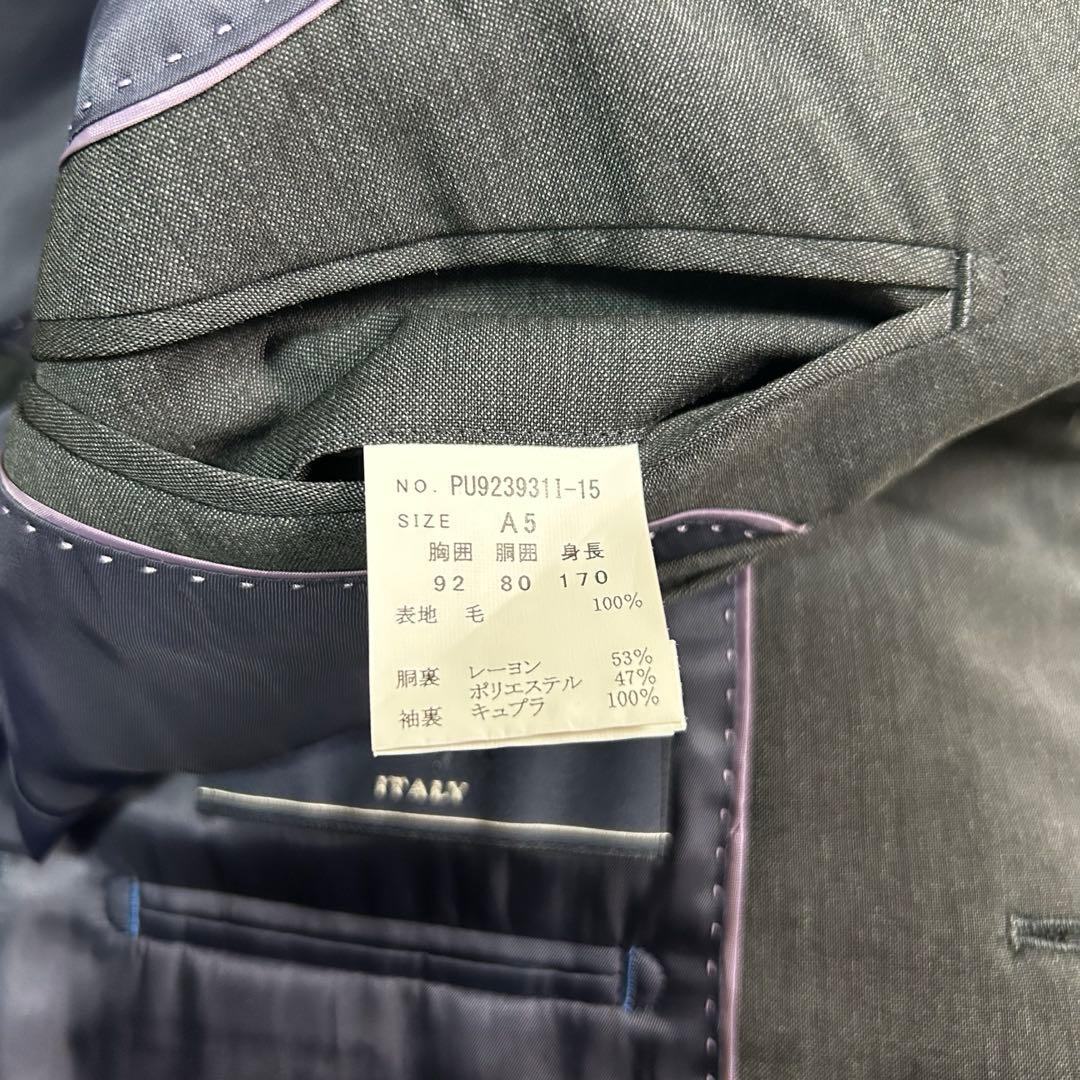 NO. PU923931I-15
SIZE A5
胸囲 胴囲 身長
92 80 170
表地 毛 100%
胴裏 レーヨン 53%
ポリエステル 47%
袖裏 キュプラ 100%
ITALY